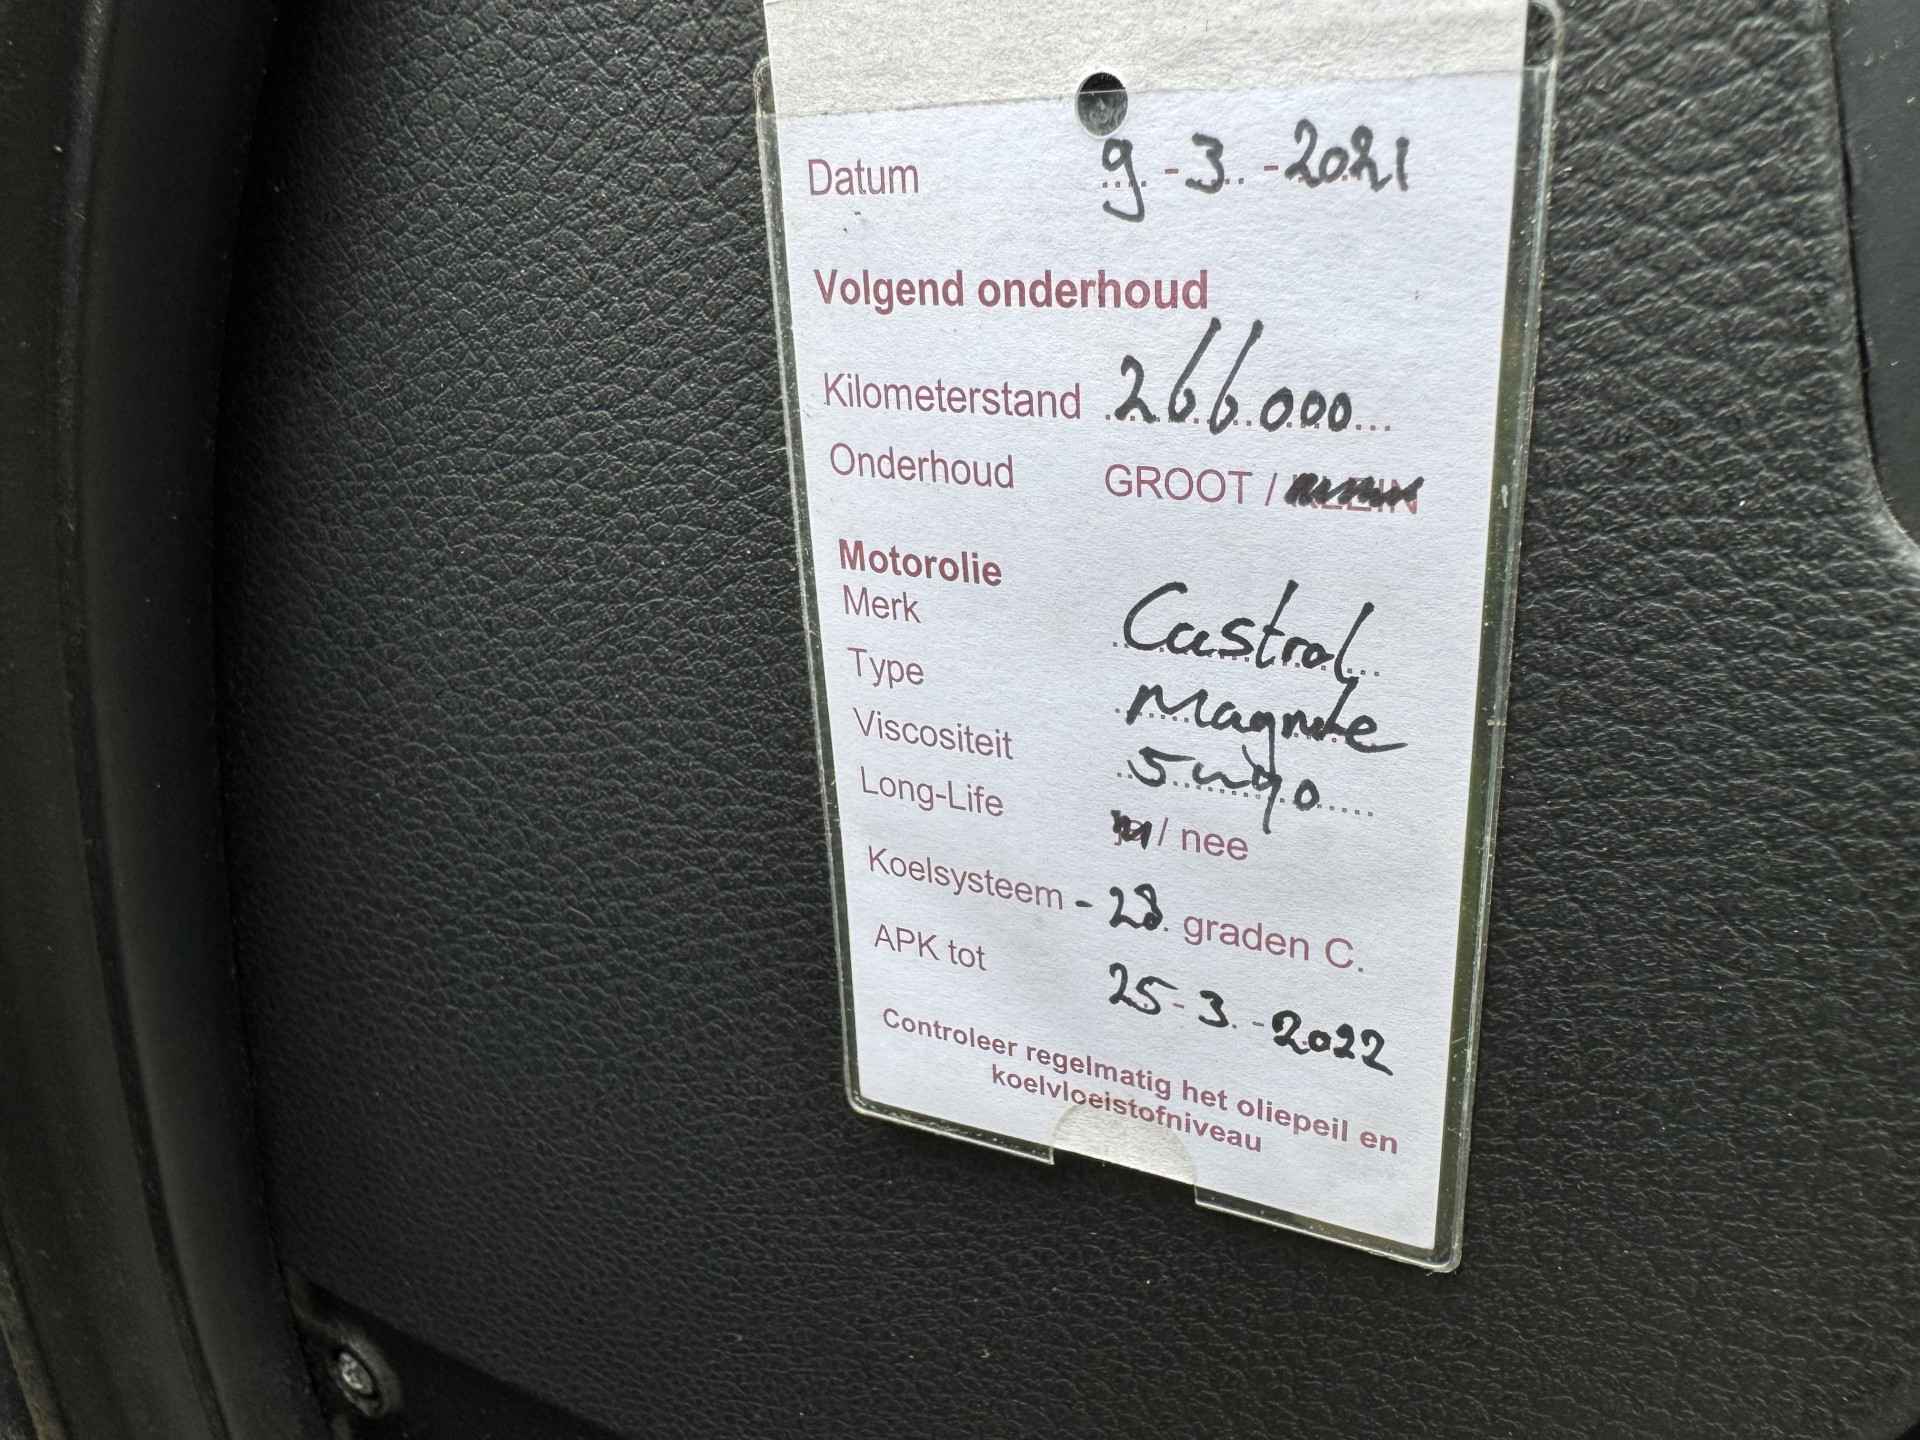 Datum 9-3-2021
Volgend onderhoud
Kilometerstand 266.000
Onderhoud GROOT / KLEIN
Motorolie
Merk Castrol
Type Magnate
Viscositeit 5w40
Long-Life / nee
Koelsysteem - 28. graden C.
APK tot 25-3-2022
Controleer regelmatig het oliepeil en
koelvloeistofniveau